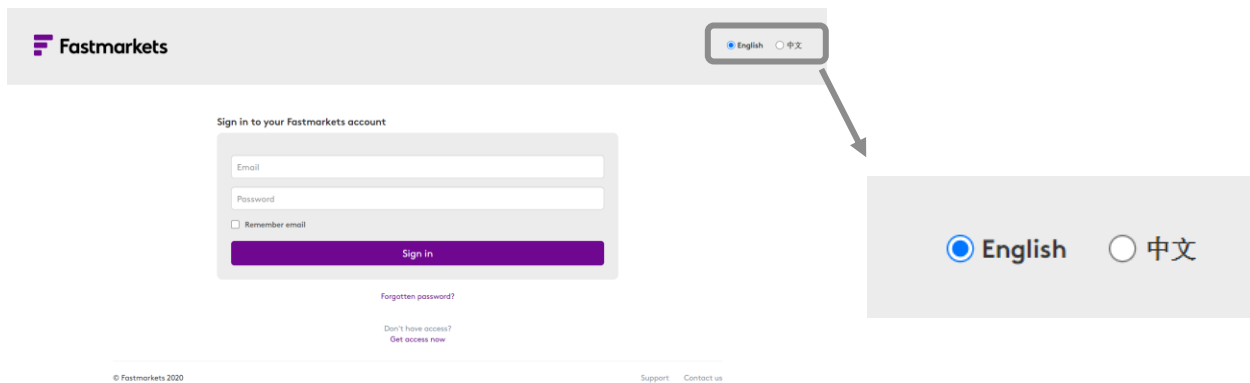 Fastmarkets
English 中文
Sign in to your Fastmarkets account
Email
Password
Remember email
Sign in
English 中文
Forgotten password?
Don't have access?
Get access now
© Fastmarkets 2020 Support Contact us